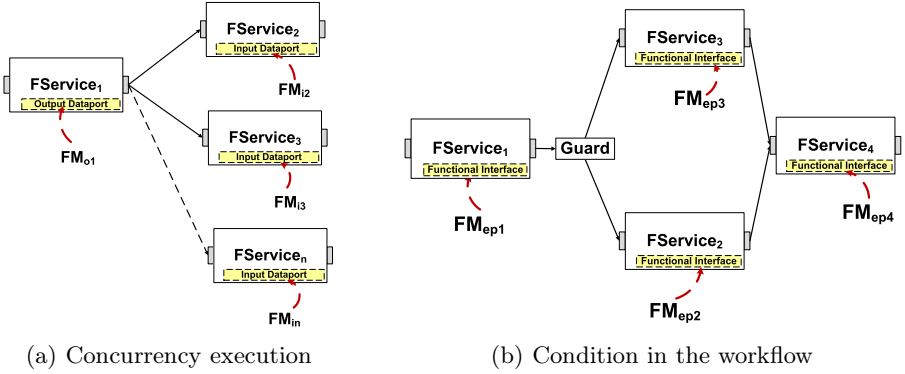 FService₁
Output Dataport
FMₒ₁
FService₂
Input Dataport
FMᵢ₂
FService₃
Input Dataport
FMᵢ₃
FServiceₙ
Input Dataport
FMᵢₙ
(a) Concurrency execution
FService₁
Functional Interface
FMₑₚ₁
Guard
FService₃
Functional Interface
FMₑₚ₃
FService₂
Functional Interface
FMₑₚ₂
FService₄
Functional Interface
FMₑₚ₄
(b) Condition in the workflow